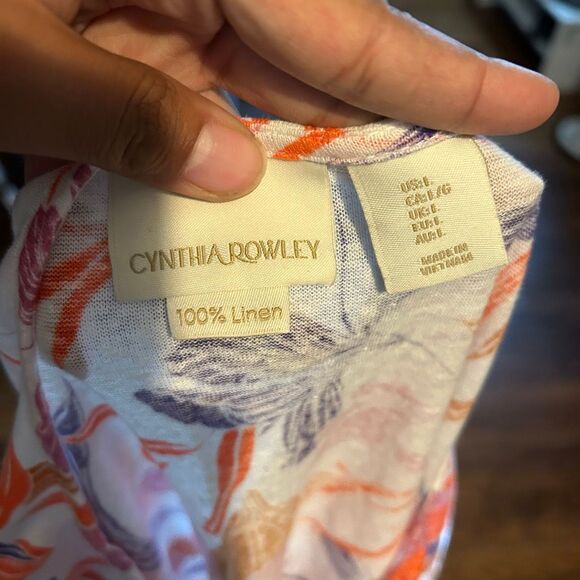 CYNTHIA ROWLEY
100% Linen
US: L
CA: L/G
UK: L
EU: L
AU: L
MADE IN
VIETNAM